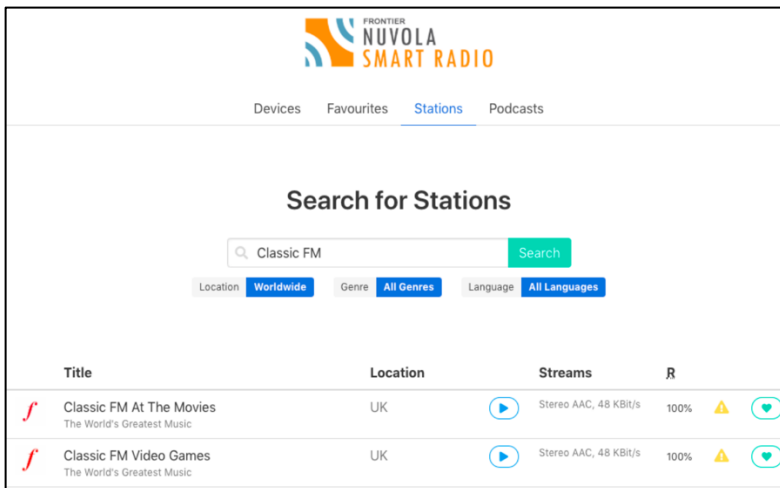 FRONTIER
NUVOLA
SMART RADIO
Devices Favourites Stations Podcasts
Search for Stations
Classic FM Search
Location Worldwide Genre All Genres Language All Languages
Title Location Streams R
Classic FM At The Movies UK Stereo AAC, 48 KBit/s 100%
The World's Greatest Music
Classic FM Video Games UK Stereo AAC, 48 KBit/s 100%
The World's Greatest Music